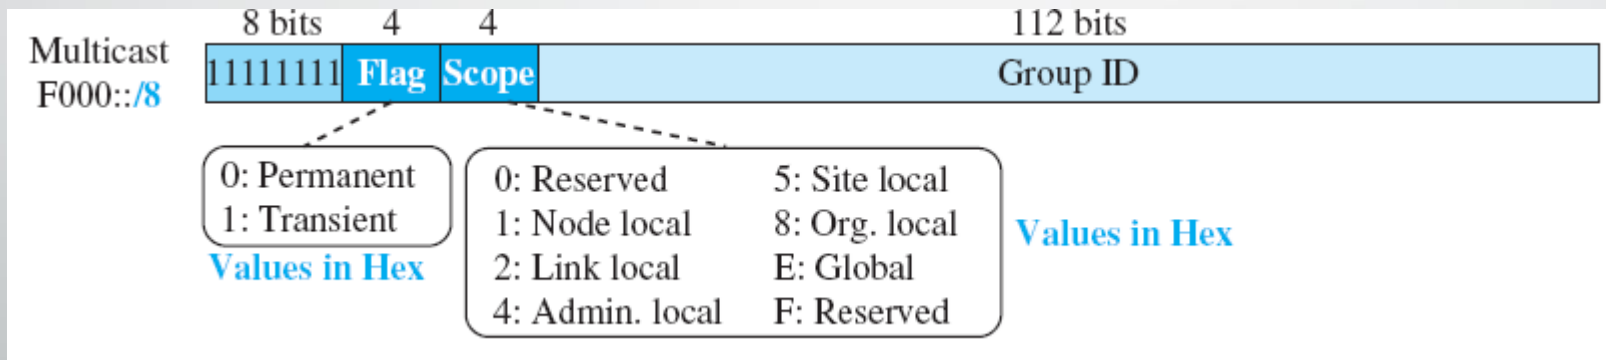 8 bits 4 4 112 bits
Multicast
F000::/8
11111111 Flag Scope Group ID
0: Permanent
1: Transient
Values in Hex
0: Reserved 5: Site local
1: Node local 8: Org. local
2: Link local E: Global
4: Admin. local F: Reserved
Values in Hex